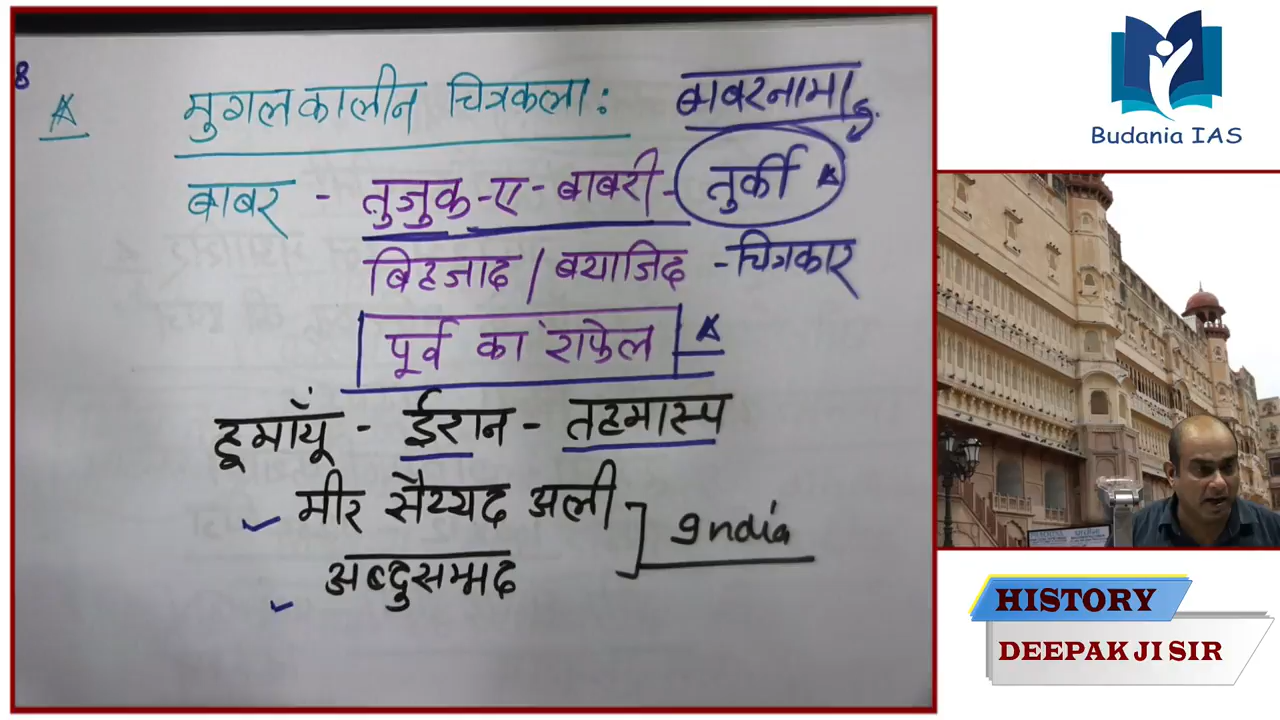 8
मुगलकालीन चित्रकला : बाबरनामा
बाबर - तुजुक-ए-बाबरी - तुर्की
बिहजाद / बयाजिद - चित्रकार
पूर्व का राफेल
हूमाँयू - ईरान - तहमास्प
मीर सैय्यद अली
अब्दुसम्मद
India
Budania IAS
HISTORY
DEEPAK JI SIR